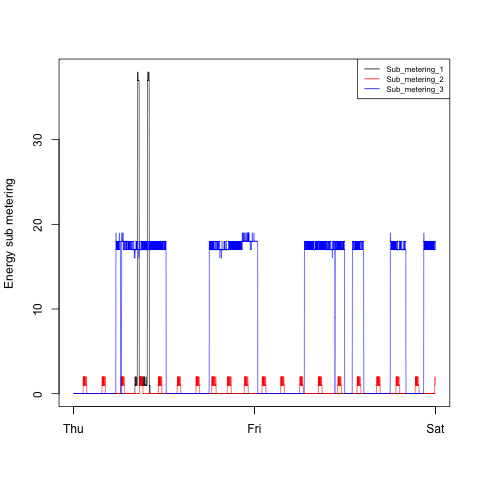 Sub_metering_1
Sub_metering_2
Sub_metering_3
Energy sub metering
30
20
10
0
Thu Fri Sat